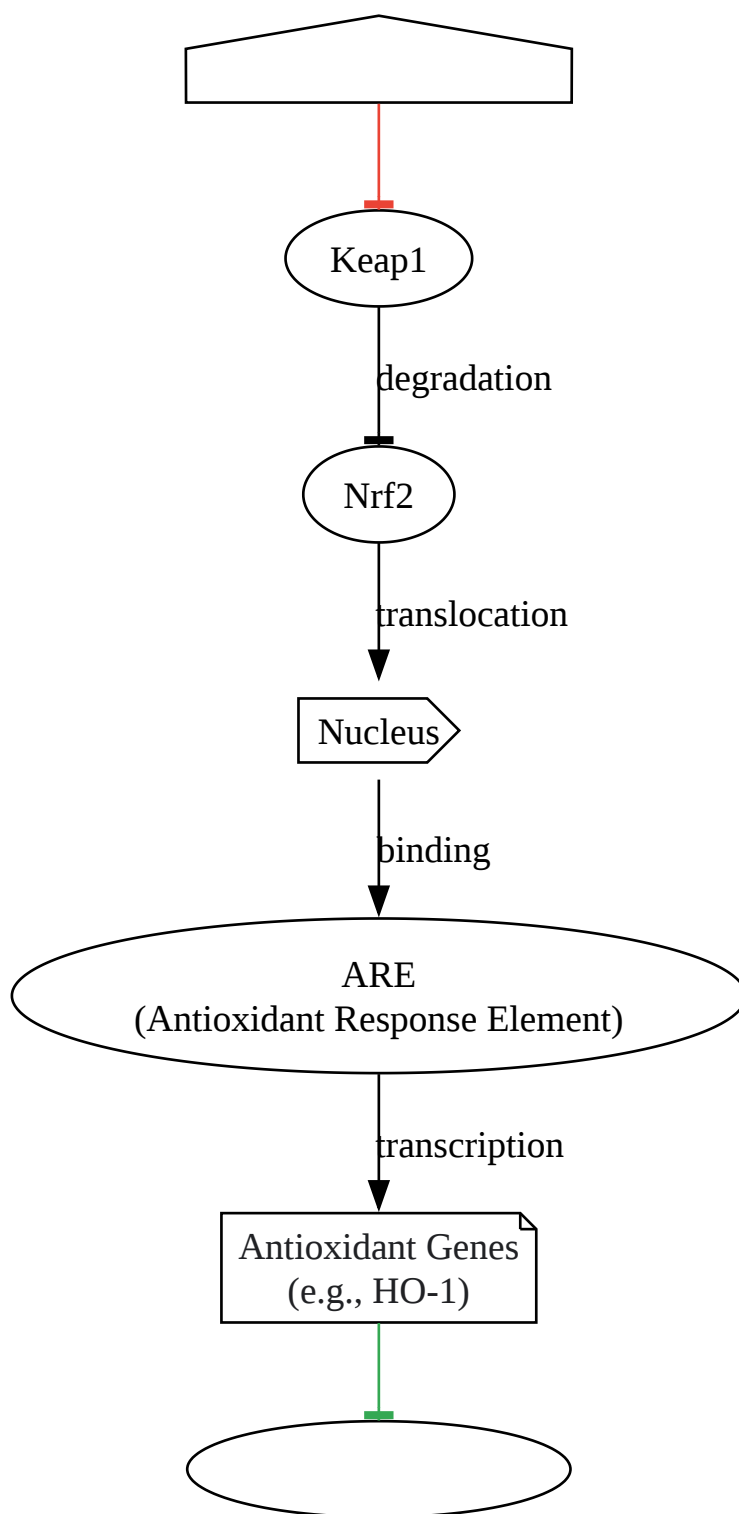 Keap1
degradation
Nrf2
translocation
Nucleus
binding
ARE
(Antioxidant Response Element)
transcription
Antioxidant Genes
(e.g., HO-1)